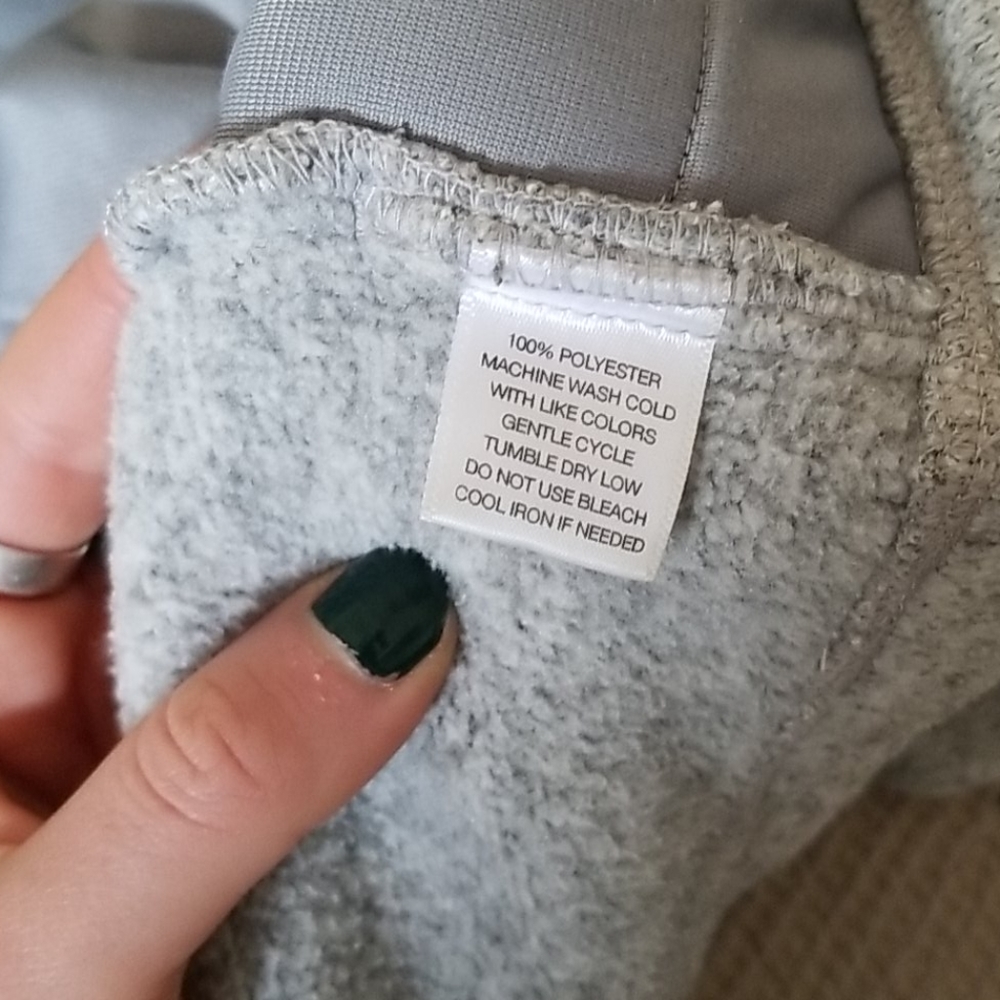 100% POLYESTER
MACHINE WASH COLD
WITH LIKE COLORS
GENTLE CYCLE
TUMBLE DRY LOW
DO NOT USE BLEACH
COOL IRON IF NEEDED